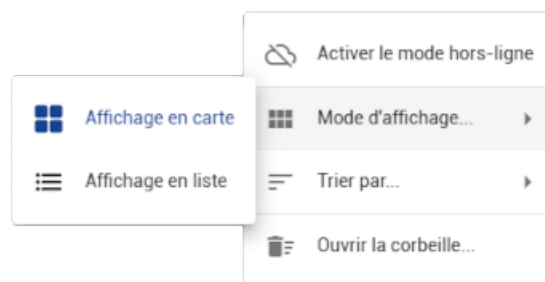 Activer le mode hors-ligne
Affichage en carte
Mode d'affichage...
Affichage en liste
Trier par...
Ouvrir la corbeille...